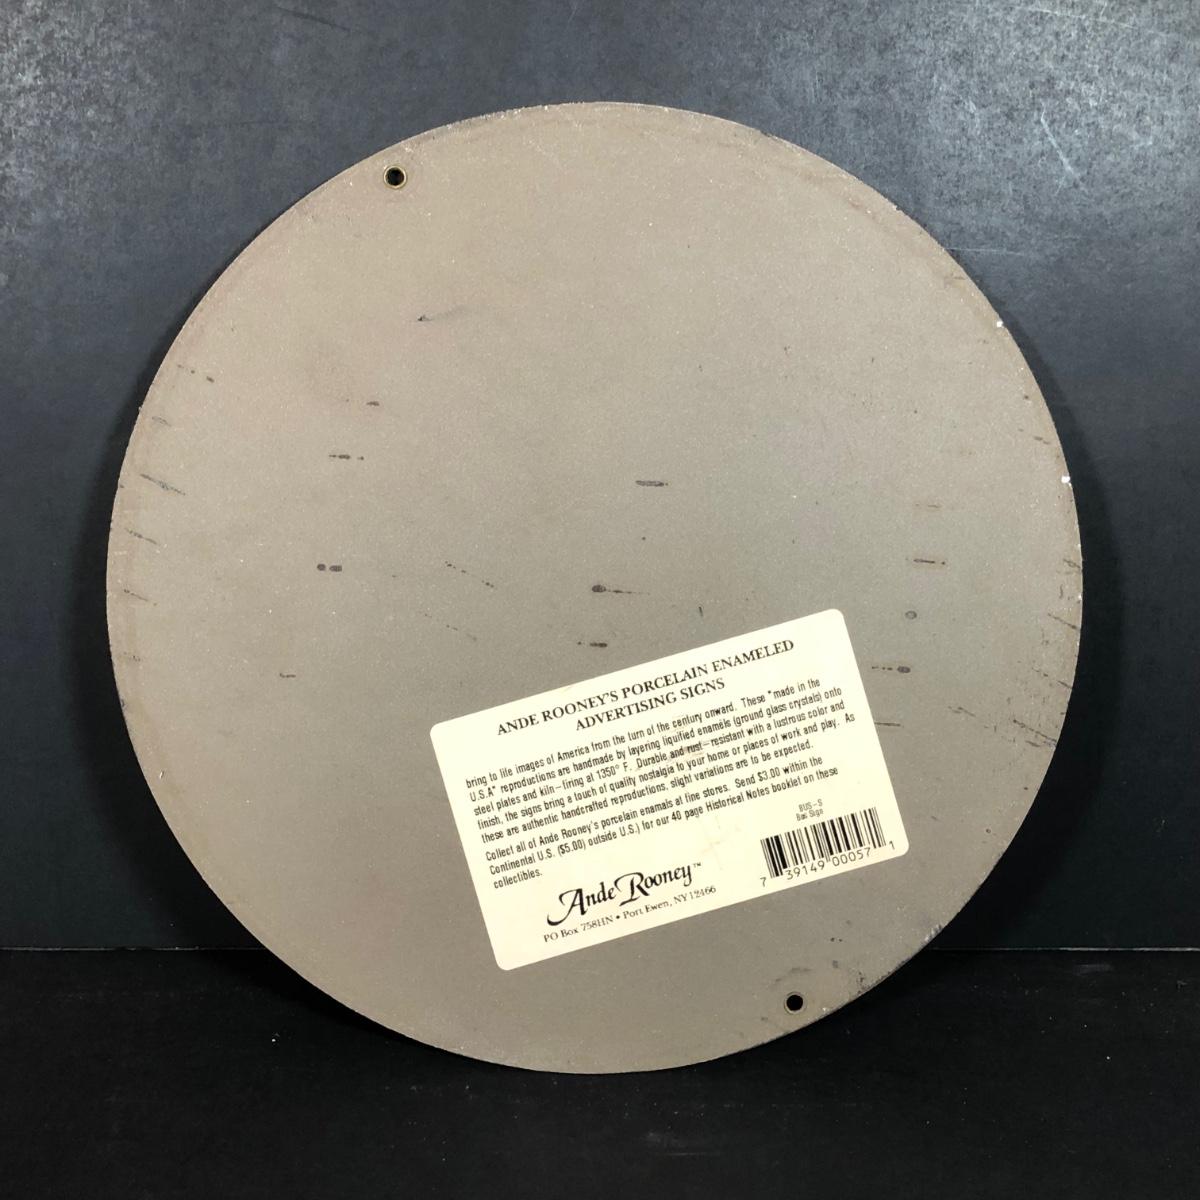 ANDE ROONEY'S PORCELAIN ENAMELED
ADVERTISING SIGNS
bring to life images of America from the turn of the century onward. These "made in the
U.S.A" reproductions are handmade by layering liquified enamels (ground glass crystals) onto
steel plates and kiln-firing at 1350° F. Durable and rust-resistant with a lustrous color and
finish, the signs bring a touch of quality nostalgia to your home or places of work and play. As
these are authentic handcrafted reproductions, slight variations are to be expected.
Collect all of Ande Rooney's porcelain enamals at fine stores. Send $3.00 within the
Continental U.S. ($5.00) outside U.S.) for our 40 page Historical Notes booklet on these
collectibles.
BUS-S
Bus Sign
Ande Rooney™
PO Box 758HN • Port Ewen, NY 12466
7 39149 00057 1